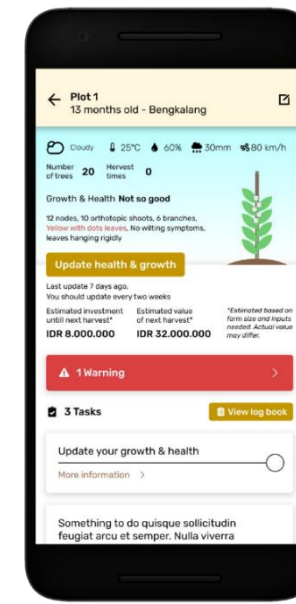 Plot 1
13 months old - Bengkalang
Cloudy 25°C 60% 30mm 80 km/h
Number of trees 20 Hervest times 0
Growth & Health Not so good
12 nodes, 10 orthotopic
shoots, 6 branches,
Yellow with dots leaves, No wilting symptoms,
leaves hanging rigidly
Update health & growth
Last update 7 days ago.
You should update every two weeks
Estimated investment
untill next harvest*
IDR 8.000.000
Estimated value
of next harvest*
IDR 32.000.000
*Estimated based on
farm size and inputs
needed. Actual value
may differ.
1 Warning
3 Tasks
View log book
Update your growth & health
More information
Something to do quisque sollicitudin
feugiat arcu et semper. Nulla viverra